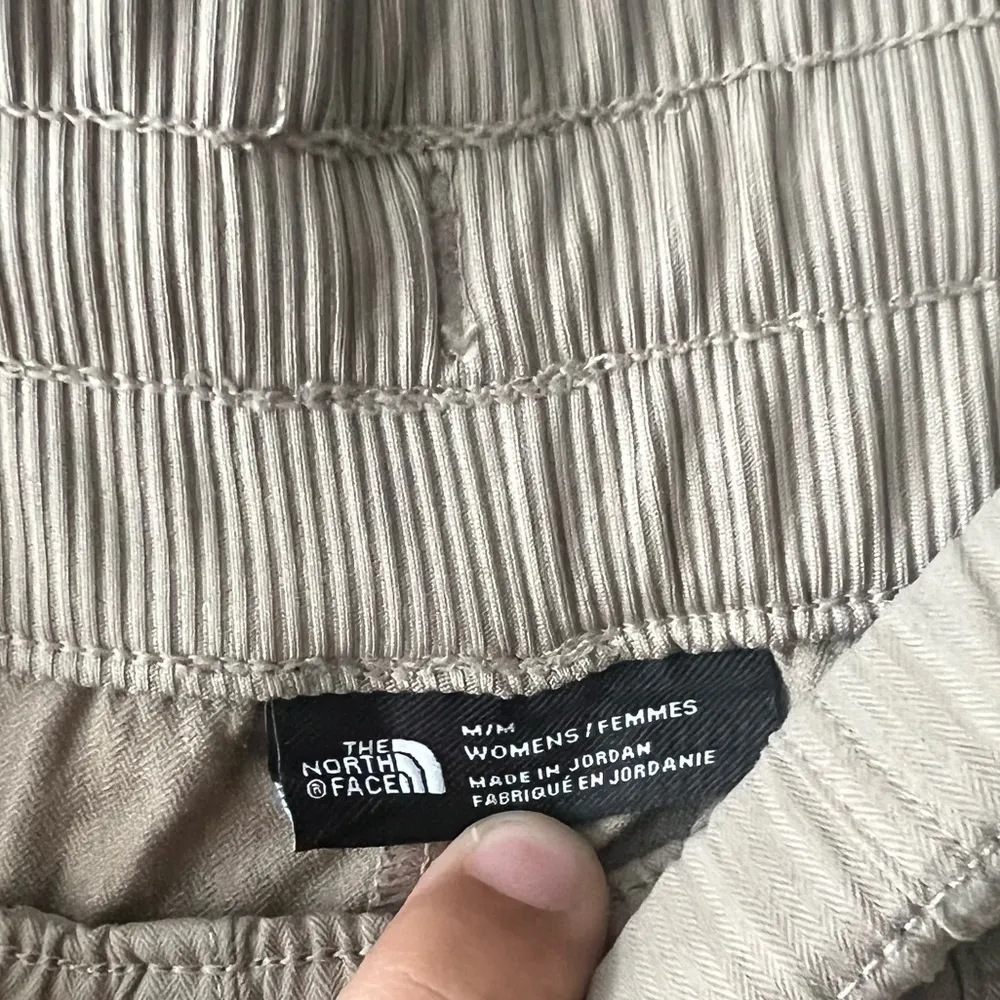 THE
NORTH
® FACE
M/M
WOMENS / FEMMES
MADE IN JORDAN
FABRIQUÉ EN JORDANIE